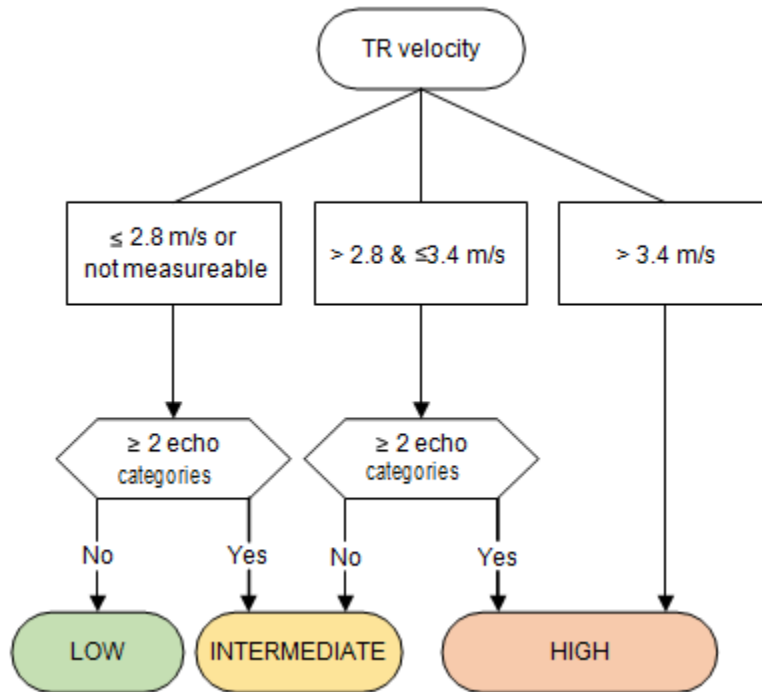 TR velocity
≤ 2.8 m/s or
not measureable
> 2.8 & ≤3.4 m/s
> 3.4 m/s
≥ 2 echo
categories
≥ 2 echo
categories
No
Yes
No
Yes
LOW
INTERMEDIATE
HIGH